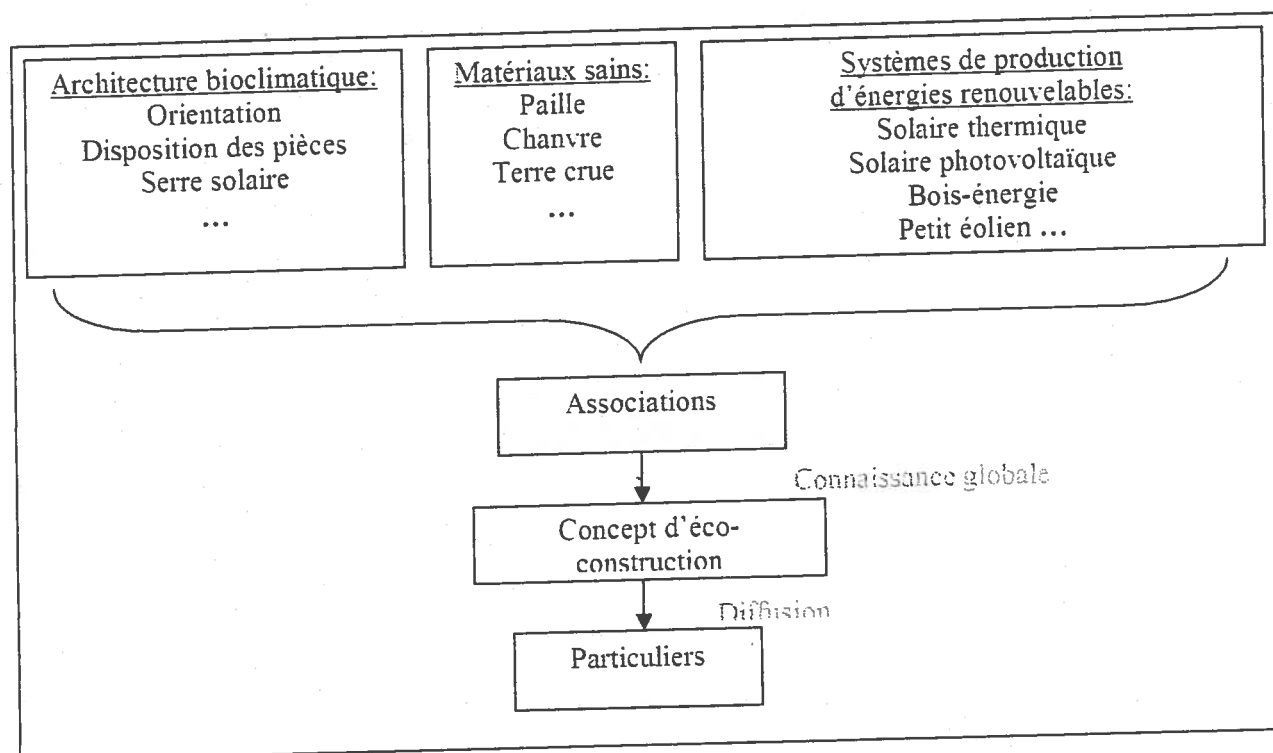 Architecture bioclimatique:
Orientation
Disposition des pièces
Serre solaire
...
Matériaux sains:
Paille
Chanvre
Terre crue
...
Systèmes de production
d'énergies renouvelables:
Solaire thermique
Solaire photovoltaïque
Bois-énergie
Petit éolien ...
Associations
Connaissance globale
Concept d'éco-
construction
Diffusion
Particuliers